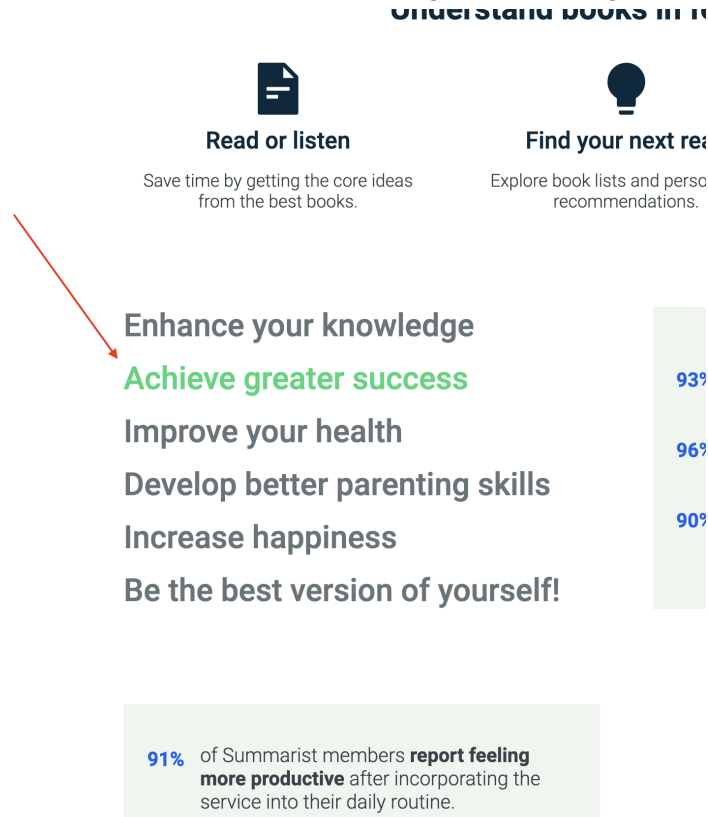 Understand books in
Read or listen
Save time by getting the core ideas
from the best books.
Find your next
Explore book lists and
recommendations.
Enhance your knowledge
Achieve greater success
Improve your health
Develop better parenting skills
Increase happiness
Be the best version of yourself!
93%
96%
90%
91% of Summarist members report feeling
more productive after incorporating the
service into their daily routine.